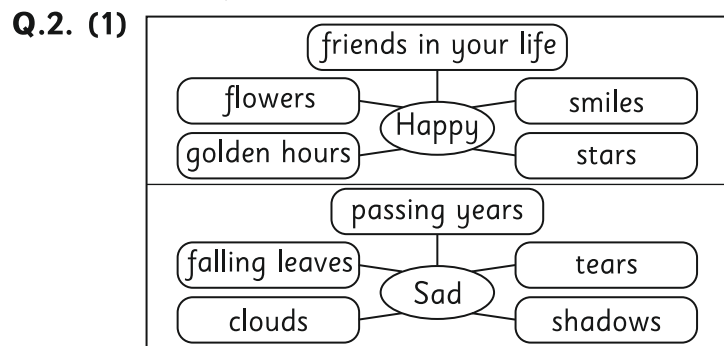 Q.2. (1)
friends in your life
flowers
smiles
Happy
golden hours
stars
passing years
falling leaves
tears
Sad
clouds
shadows